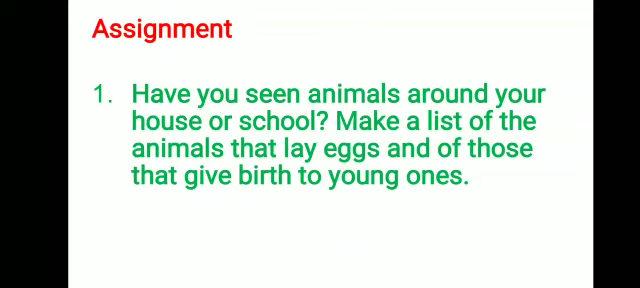 Assignment
1. Have you seen animals around your
house or school? Make a list of the
animals that lay eggs and of those
that give birth to young ones.